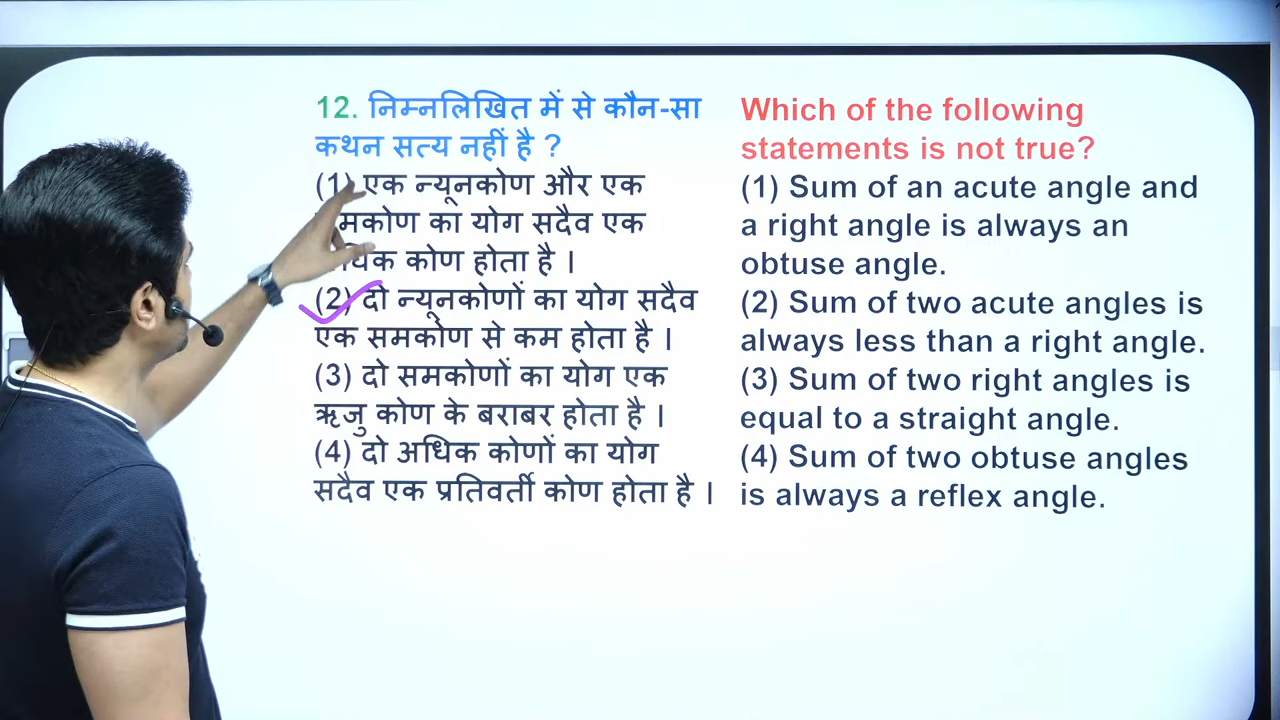 12. निम्नलिखित में से कौन-सा
कथन सत्य नहीं है ?
(1) एक न्यूनकोण और एक
का योग सदैव एक
कोण होता है ।
(2) दो न्यूनकोणों का योग सदैव
एक समकोण से कम होता है ।
(3) दो समकोणों का योग एक
ऋजु कोण के बराबर होता है ।
(4) दो अधिक कोणों का योग
सदैव एक प्रतिवर्ती कोण होता है ।
Which of the following
statements is not true?
(1) Sum of an acute angle and
a right angle is always an
obtuse angle.
(2) Sum of two acute angles is
always less than a right angle.
(3) Sum of two right angles is
equal to a straight angle.
(4) Sum of two obtuse angles
is always a reflex angle.